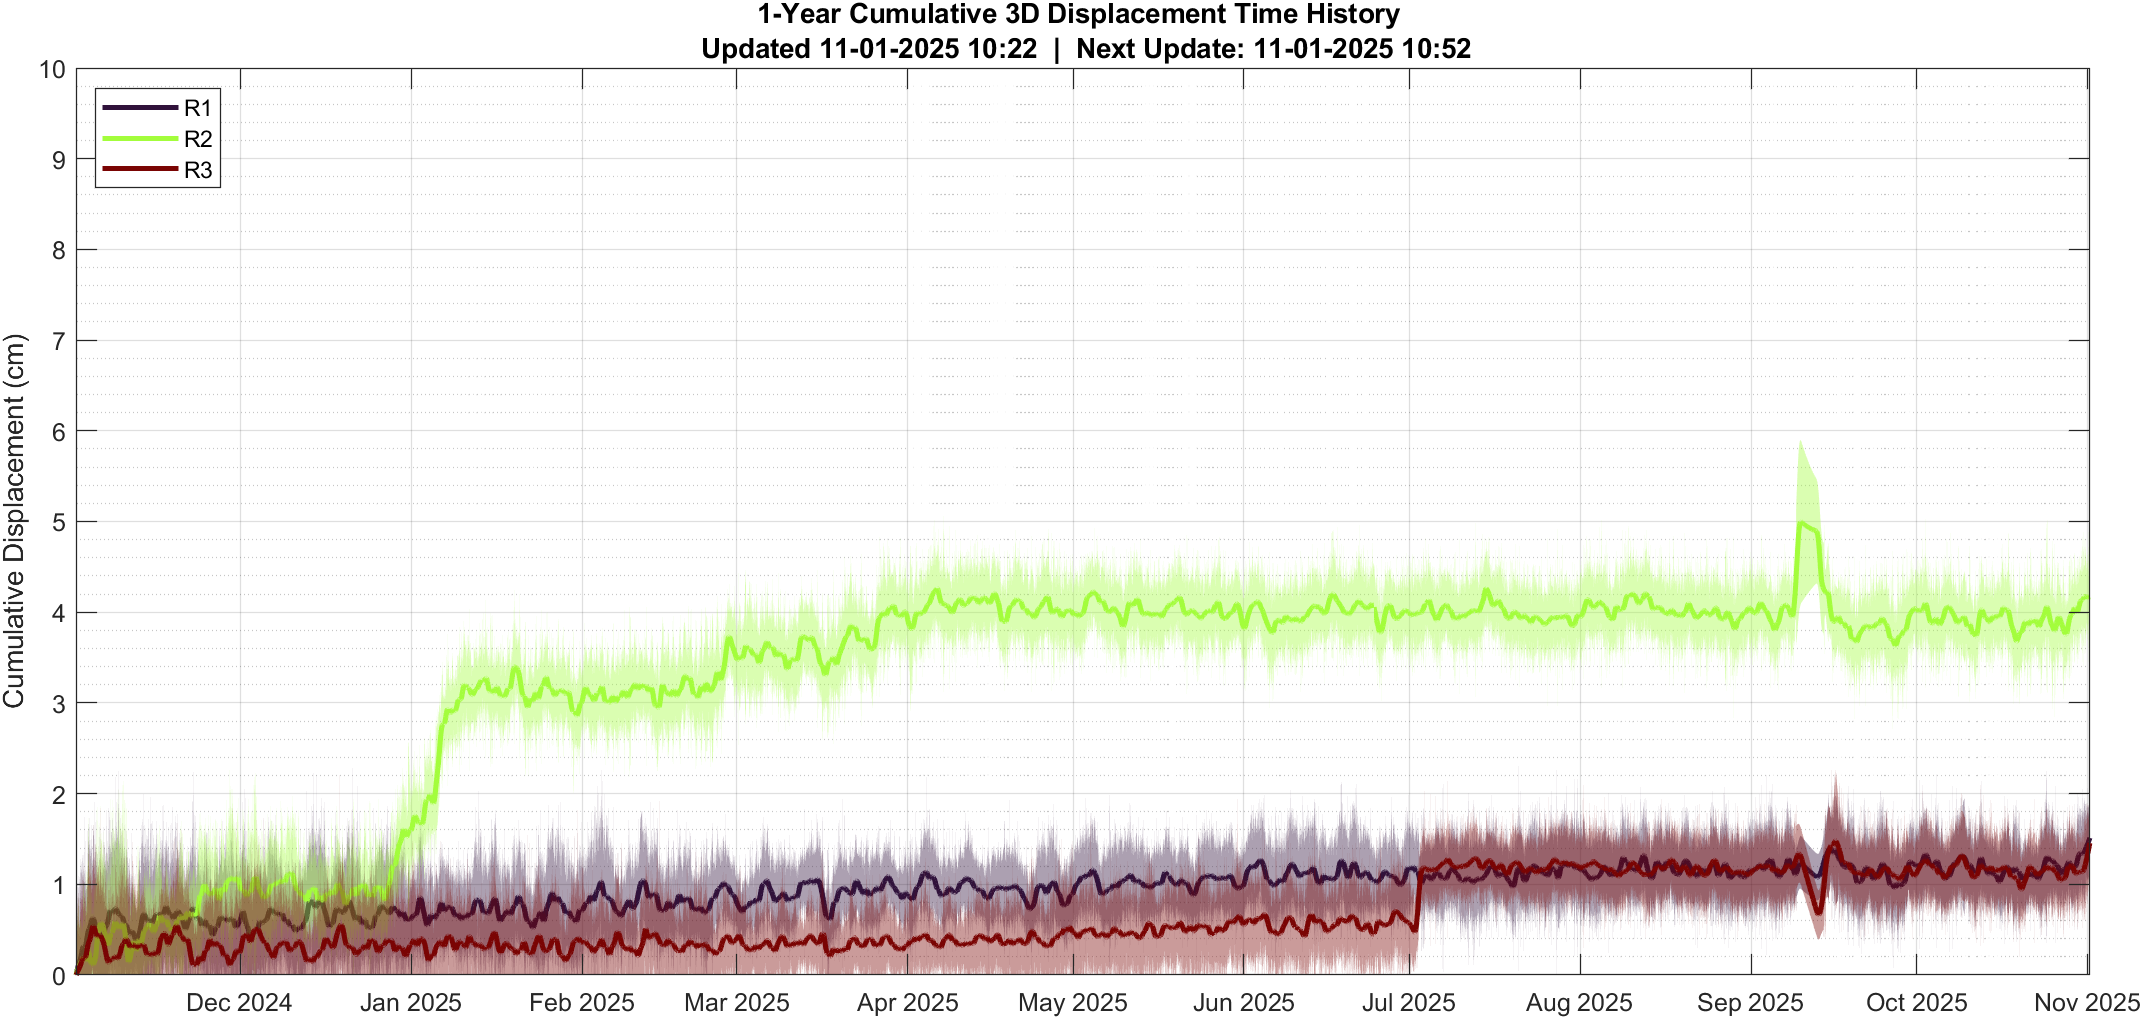 1-Year Cumulative 3D Displacement Time History
Updated 11-01-2025 10:22 | Next Update: 11-01-2025 10:52
R1
R2
R3
Cumulative Displacement (cm)
10
9
8
7
6
5
4
3
2
1
0
Dec 2024 Jan 2025 Feb 2025 Mar 2025 Apr 2025 May 2025 Jun 2025 Jul 2025 Aug 2025 Sep 2025 Oct 2025 Nov 2025